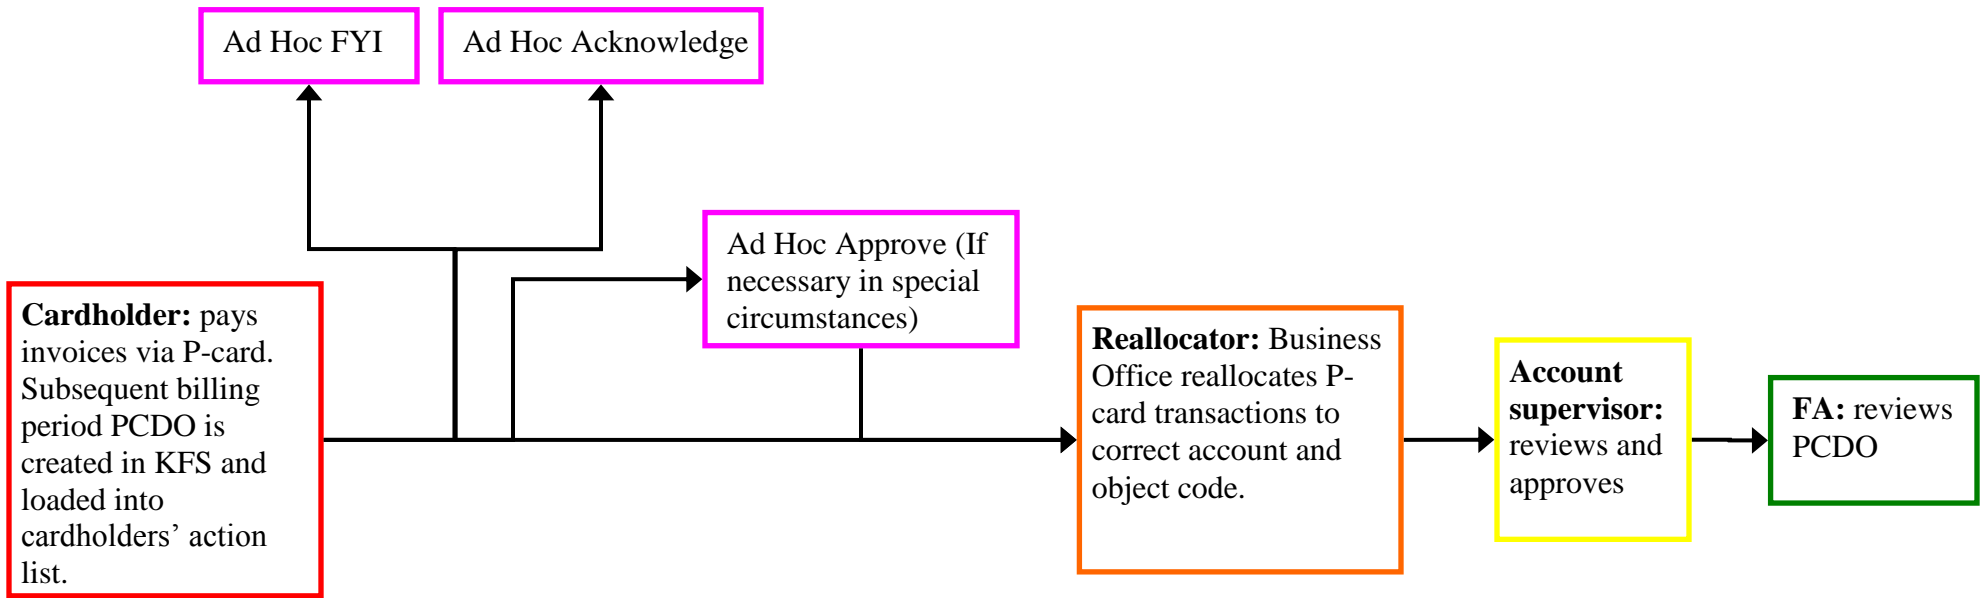 Ad Hoc FYI
Ad Hoc Acknowledge
Ad Hoc Approve (If
necessary in special
circumstances)
Cardholder: pays
invoices via P-card.
Subsequent billing
period PCDO is
created in KFS and
loaded into
cardholders’ action
list.
Reallocator: Business
Office reallocates P-
card transactions to
correct account and
object code.
Account
supervisor:
reviews and
approves
FA: reviews
PCDO